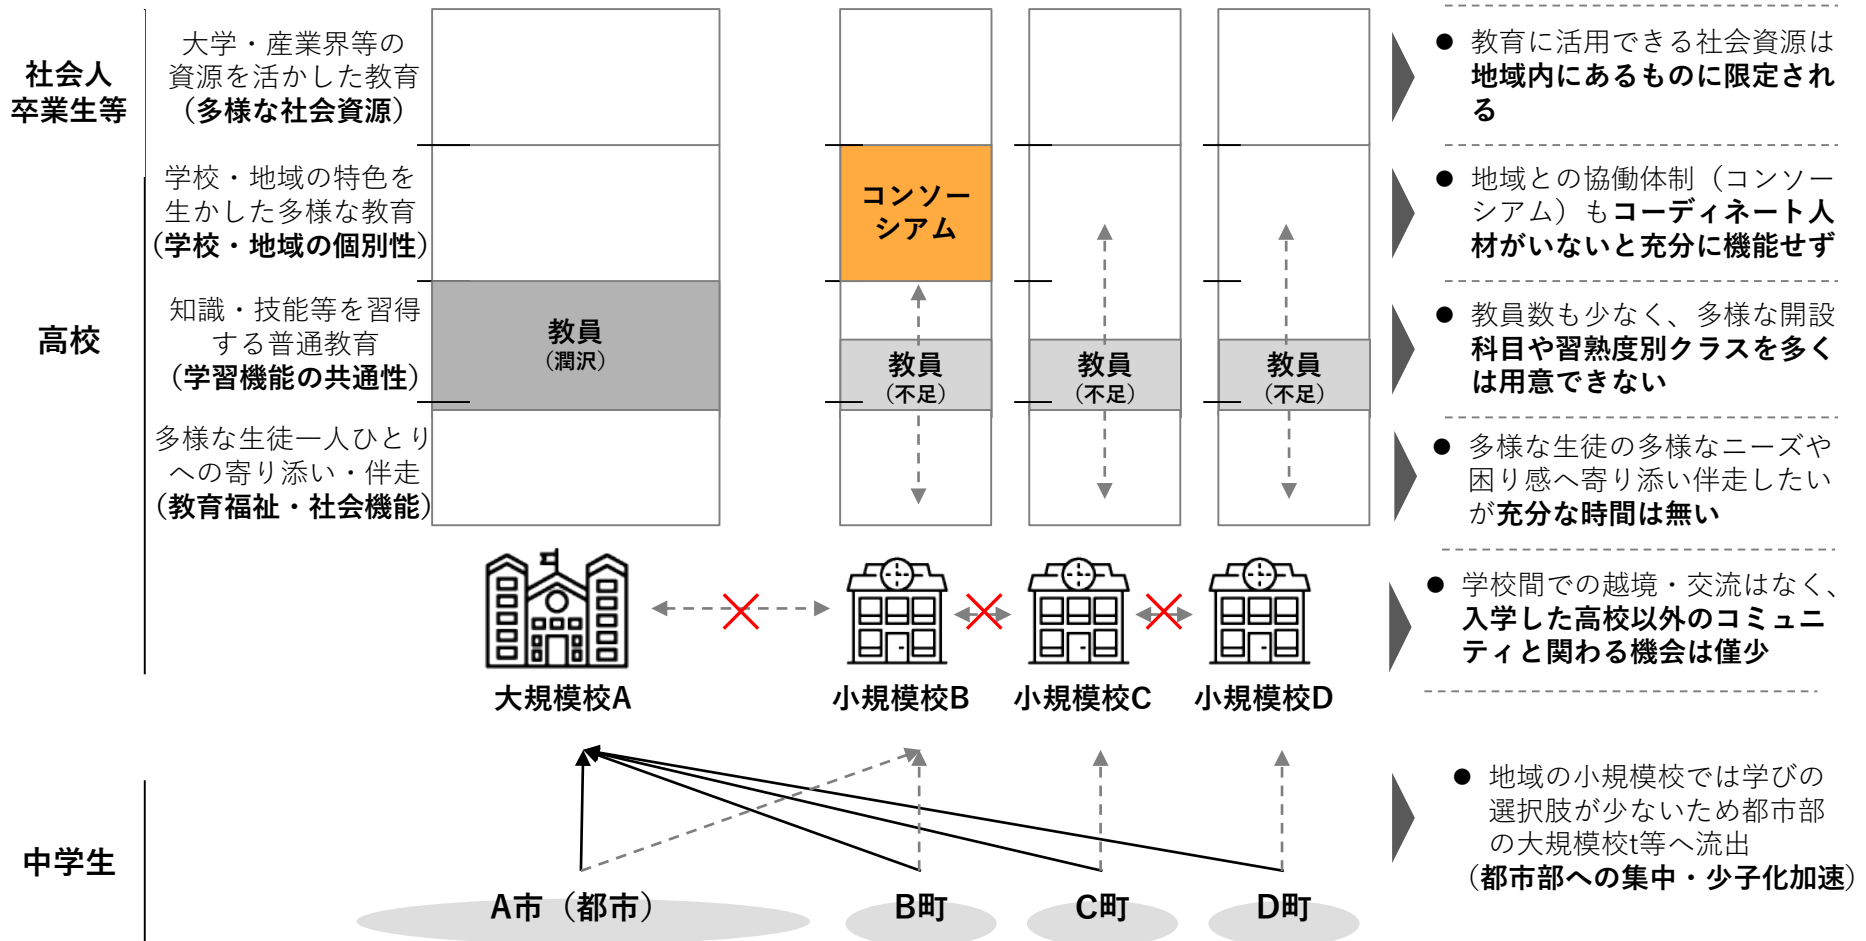 社会人
卒業生等
大学・産業界等の
資源を活かした教育
（多様な社会資源）
教育に活用できる社会資源は
地域内にあるものに限定され
る
高校
学校・地域の特色を
生かした多様な教育
（学校・地域の個別性）
コンソー
シアム
地域との協働体制（コンソー
シアム）もコーディネート人
材がいないと充分に機能せず
知識・技能等を習得
する普通教育
（学習機能の共通性）
教員
（潤沢）
教員
（不足）
教員
（不足）
教員
（不足）
教員数も少なく、多様な開設
科目や習熟度別クラスを多く
は用意できない
多様な生徒一人ひとり
への寄り添い・伴走
（教育福祉・社会機能）
多様な生徒の多様なニーズや
困り感へ寄り添い伴走したい
が充分な時間は無い
学校間での越境・交流はなく、
入学した高校以外のコミュニ
ティと関わる機会は僅少
大規模校A
小規模校B
小規模校C
小規模校D
中学生
地域の小規模校では学びの
選択肢が少ないため都市部
の大規模校t等へ流出
（都市部への集中・少子化加速）
A市（都市）
B町
C町
D町